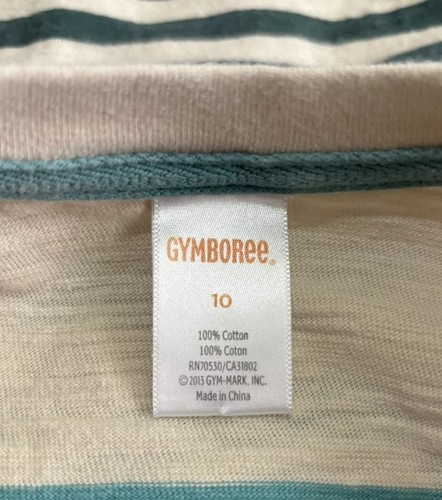 GYMBOREE®
10
100% Cotton
100% Coton
RN70530/CA31802
© 2013 GYM-MARK, INC.
Made in China